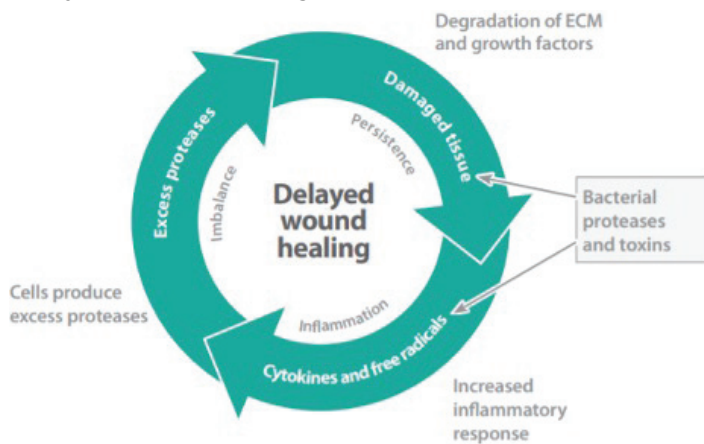 Degradation of ECM
and growth factors
Damaged tissue
Persistence
Excess proteases
Imbalance
Delayed
wound
healing
Bacterial
proteases
and toxins
Cells produce
excess proteases
Inflammation
Cytokines and free radicals
Increased
inflammatory
response